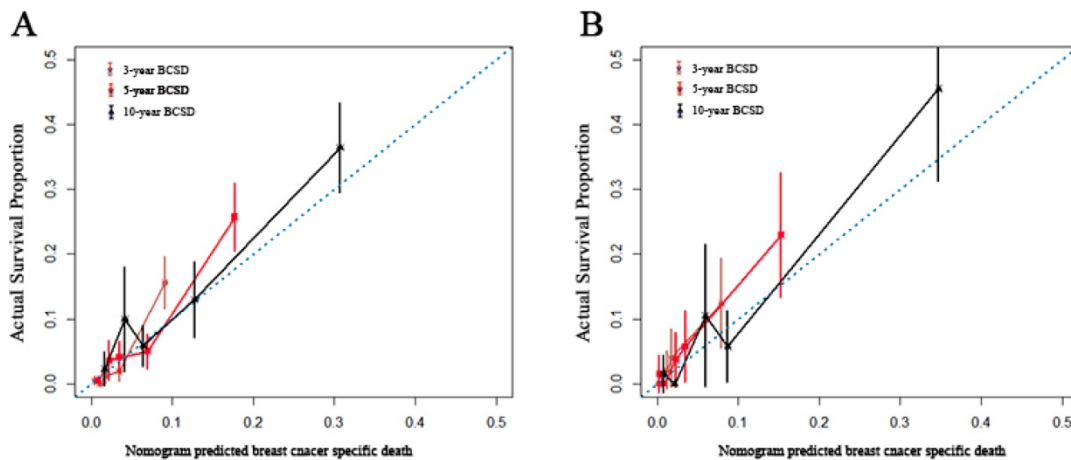 A
0.5
0.4
0.3
0.2
0.1
0.0
Actual Survival Proportion
3-year BCSD
5-year BCSD
10-year BCSD
0.0 0.1 0.2 0.3 0.4 0.5
Nomogram predicted breast cnacer specific death
B
0.5
0.4
0.3
0.2
0.1
0.0
Actual Survival Proportion
3-year BCSD
5-year BCSD
10-year BCSD
0.0 0.1 0.2 0.3 0.4 0.5
Nomogram predicted breast cnacer specific death